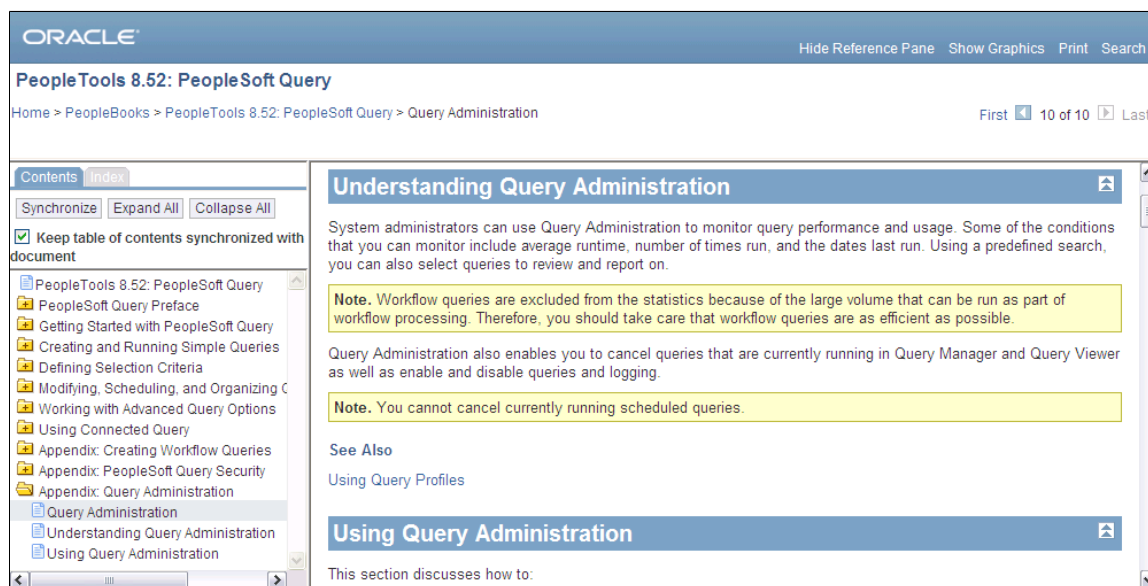 ORACLE
Hide Reference Pane Show Graphics Print Search
PeopleTools 8.52: PeopleSoft Query
Home > PeopleBooks > PeopleTools 8.52: PeopleSoft Query > Query Administration
First 10 of 10 Last
Contents Index
Synchronize Expand All Collapse All
Keep table of contents synchronized with
document
PeopleTools 8.52: PeopleSoft Query
PeopleSoft Query Preface
Getting Started with PeopleSoft Query
Creating and Running Simple Queries
Defining Selection Criteria
Modifying, Scheduling, and Organizing
Working with Advanced Query Options
Using Connected Query
Appendix: Creating Workflow Queries
Appendix: PeopleSoft Query Security
Appendix: Query Administration
Query Administration
Understanding Query Administration
Using Query Administration
Understanding Query Administration
System administrators can use Query Administration to monitor query performance and usage. Some of the conditions
that you can monitor include average runtime, number of times run, and the dates last run. Using a predefined search,
you can also select queries to review and report on.
Note. Workflow queries are excluded from the statistics because of the large volume that can be run as part of
workflow processing. Therefore, you should take care that workflow queries are as efficient as possible.
Query Administration also enables you to cancel queries that are currently running in Query Manager and Query Viewer
as well as enable and disable queries and logging.
Note. You cannot cancel currently running scheduled queries.
See Also
Using Query Profiles
Using Query Administration
This section discusses how to: